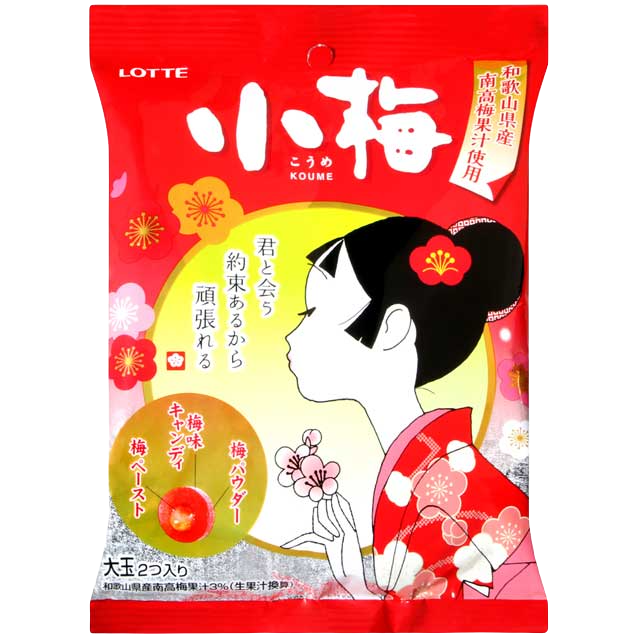 LOTTE
小梅
こうめ
KOUME
和歌山県産
南高梅果汁使用
君と会う
約束あるから
頑張れる
梅味
キャンディ
梅パウダー
梅ペースト
大玉2つ入り
和歌山県産南高梅果汁3%(生果汁換算)